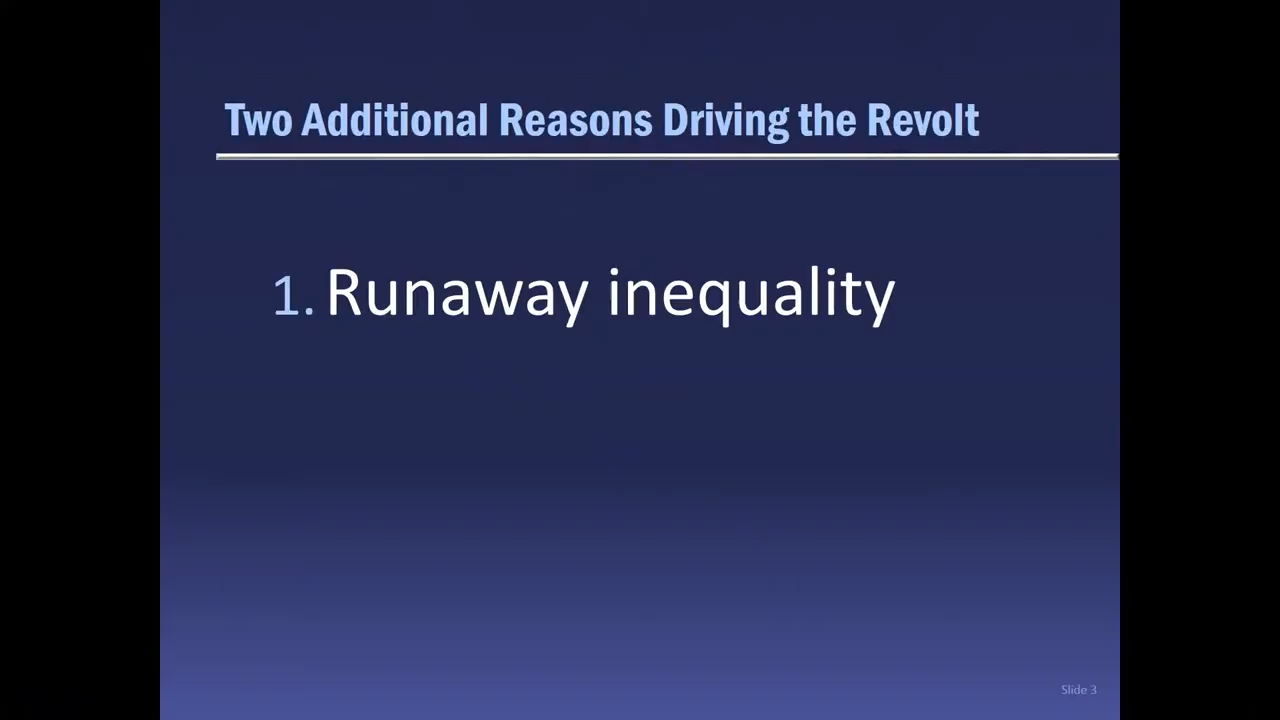 Two Additional Reasons Driving the Revolt
1. Runaway inequality
Slide 3